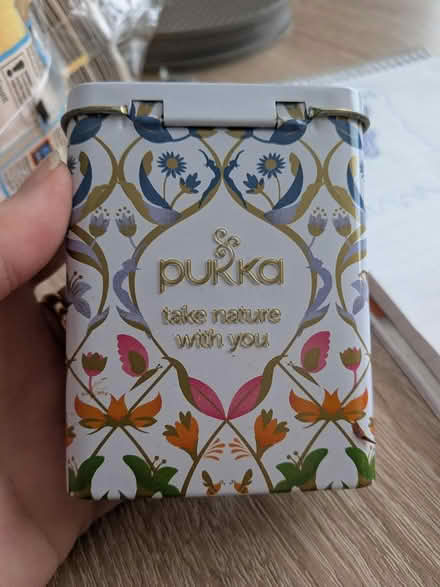 pukka
take nature
with you